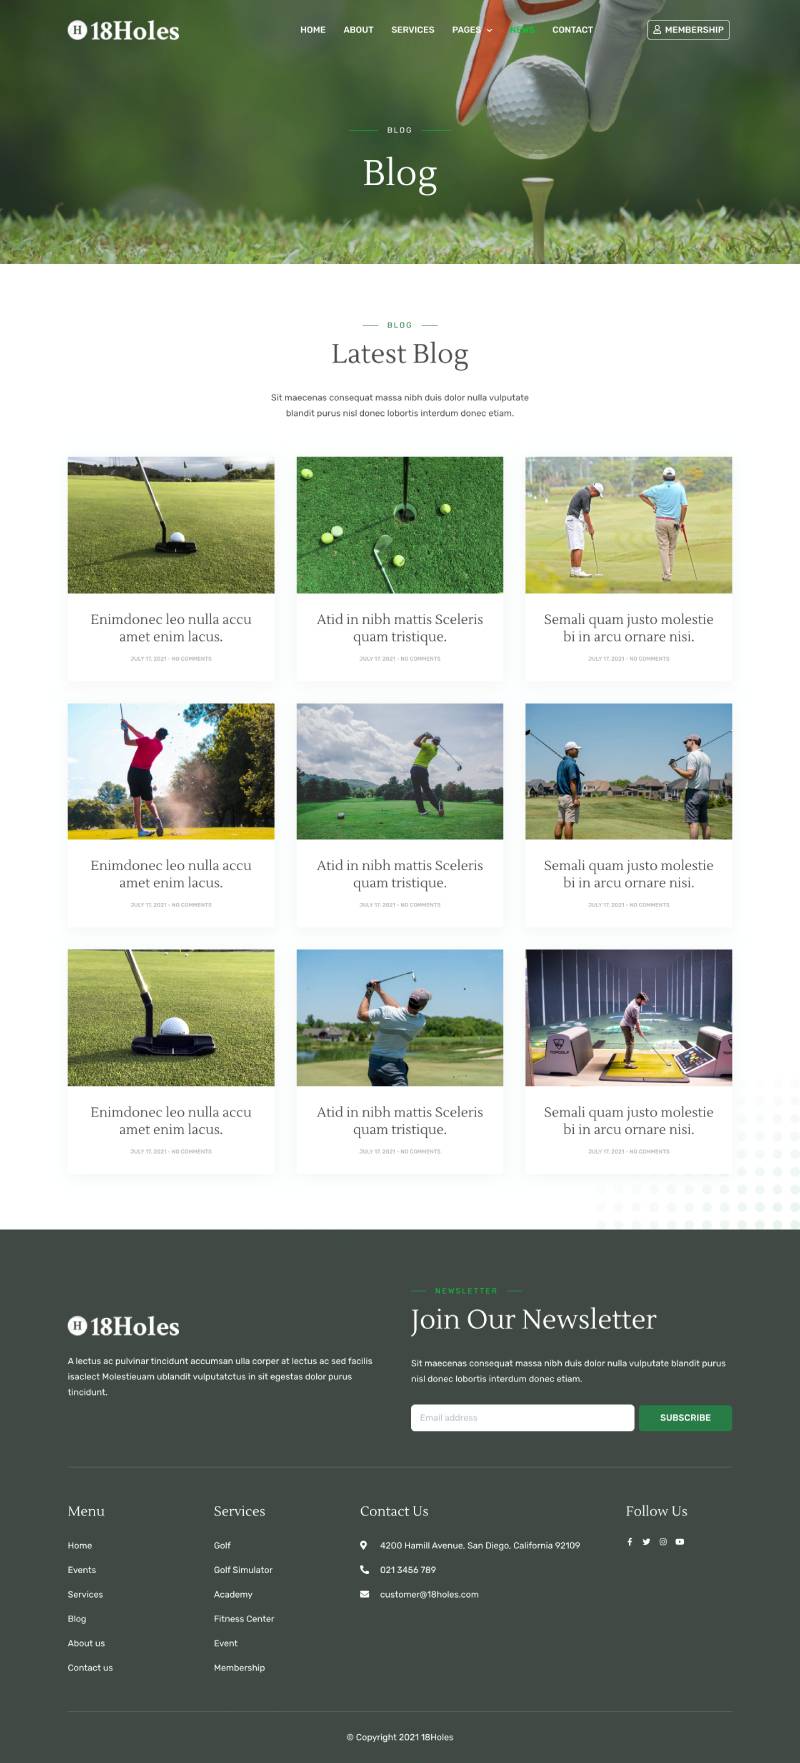 H 18Holes
HOME ABOUT SERVICES PAGES NEWS CONTACT
MEMBERSHIP
BLOG
Blog
BLOG
Latest Blog
Sit maecenas consequat massa nibh duis dolor nulla vulputate
blandit purus nisl donec lobortis interdum donec etiam.
Enimdonec leo nulla accu
amet enim lacus.
JULY 17, 2021 • NO COMMENTS
Atid in nibh mattis Sceleris
quam tristique.
JULY 17, 2021 • NO COMMENTS
Semali quam justo molestie
bi in arcu ornare nisi.
JULY 17, 2021 • NO COMMENTS
Enimdonec leo nulla accu
amet enim lacus.
JULY 17, 2021 • NO COMMENTS
Atid in nibh mattis Sceleris
quam tristique.
JULY 17, 2021 • NO COMMENTS
Semali quam justo molestie
bi in arcu ornare nisi.
JULY 17, 2021 • NO COMMENTS
TOPGOLF
Enimdonec leo nulla accu
amet enim lacus.
JULY 17, 2021 • NO COMMENTS
Atid in nibh mattis Sceleris
quam tristique.
JULY 17, 2021 • NO COMMENTS
Semali quam justo molestie
bi in arcu ornare nisi.
JULY 17, 2021 • NO COMMENTS
H 18Holes
A lectus ac pulvinar tincidunt accumsan ulla corper at lectus ac sed facilis
isaclect Molestieuam ublandit vulputatctus in sit egestas dolor purus
tincidunt.
NEWSLETTER
Join Our Newsletter
Sit maecenas consequat massa nibh duis dolor nulla vulputate blandit purus
nisl donec lobortis interdum donec etiam.
Email address
SUBSCRIBE
Menu
Home
Events
Services
Blog
About us
Contact us
Services
Golf
Golf Simulator
Academy
Fitness Center
Event
Membership
Contact Us
4200 Hamill Avenue, San Diego, California 92109
021 3456 789
customer@18holes.com
Follow Us
© Copyright 2021 18Holes